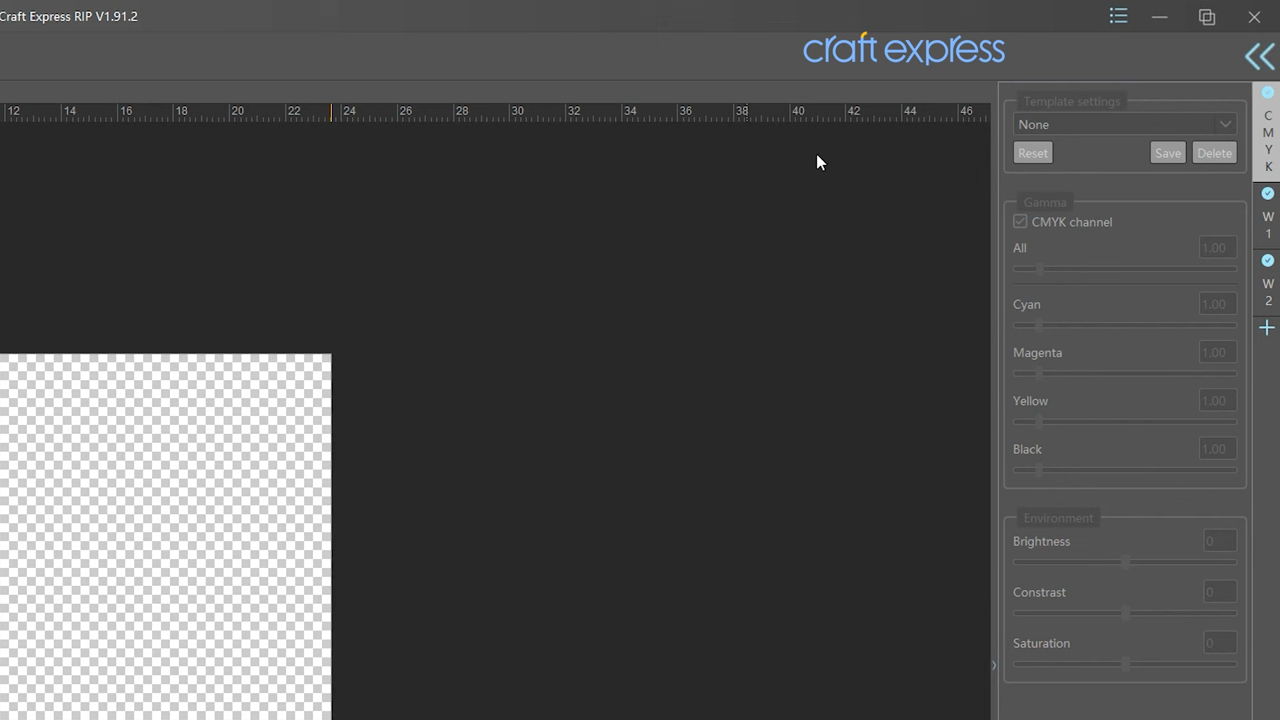 Craft Express RIP V1.91.2
craft express
12 14 16 18 20 22 24 26 28 30 32 34 36 38 40 42 44 46
Template settings
None
Reset Save Delete
Gamma
CMYK channel
All 1.00
Cyan 1.00
Magenta 1.00
Yellow 1.00
Black 1.00
Environment
Brightness 0
Constrast 0
Saturation 0
C
M
Y
K
W
1
W
2